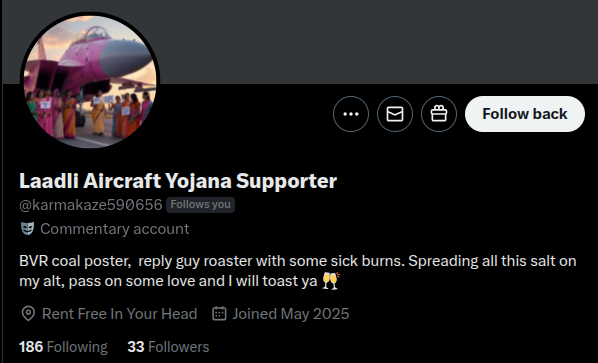 Follow back
Laadli Aircraft Yojana Supporter
@karmakaze590656 Follows you
Commentary account
BVR coal poster, reply guy roaster with some sick burns. Spreading all this salt on
my alt, pass on some love and I will toast ya 🥂
Rent Free In Your Head Joined May 2025
186 Following 33 Followers